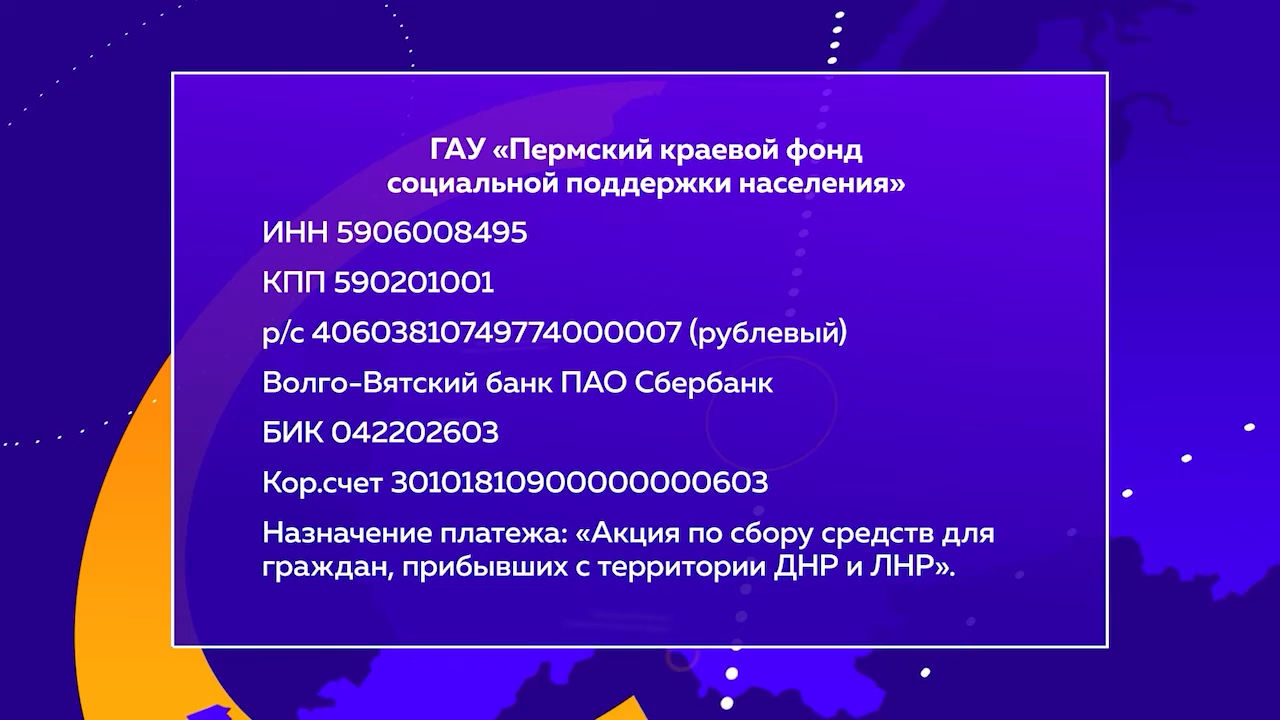 ГАУ «Пермский краевой фонд
социальной поддержки населения»
ИНН 5906008495
КПП 590201001
р/с 40603810749774000007 (рублевый)
Волго-Вятский банк ПАО Сбербанк
БИК 042202603
Кор.счет 30101810900000000603
Назначение платежа: «Акция по сбору средств для
граждан, прибывших с территории ДНР и ЛНР».